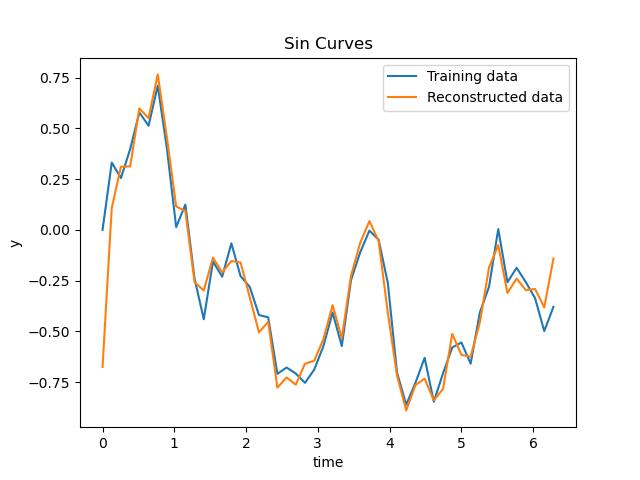 Sin Curves
Training data
Reconstructed data
0.75
0.50
0.25
0.00
−0.25
−0.50
−0.75
y
0 1 2 3 4 5 6
time